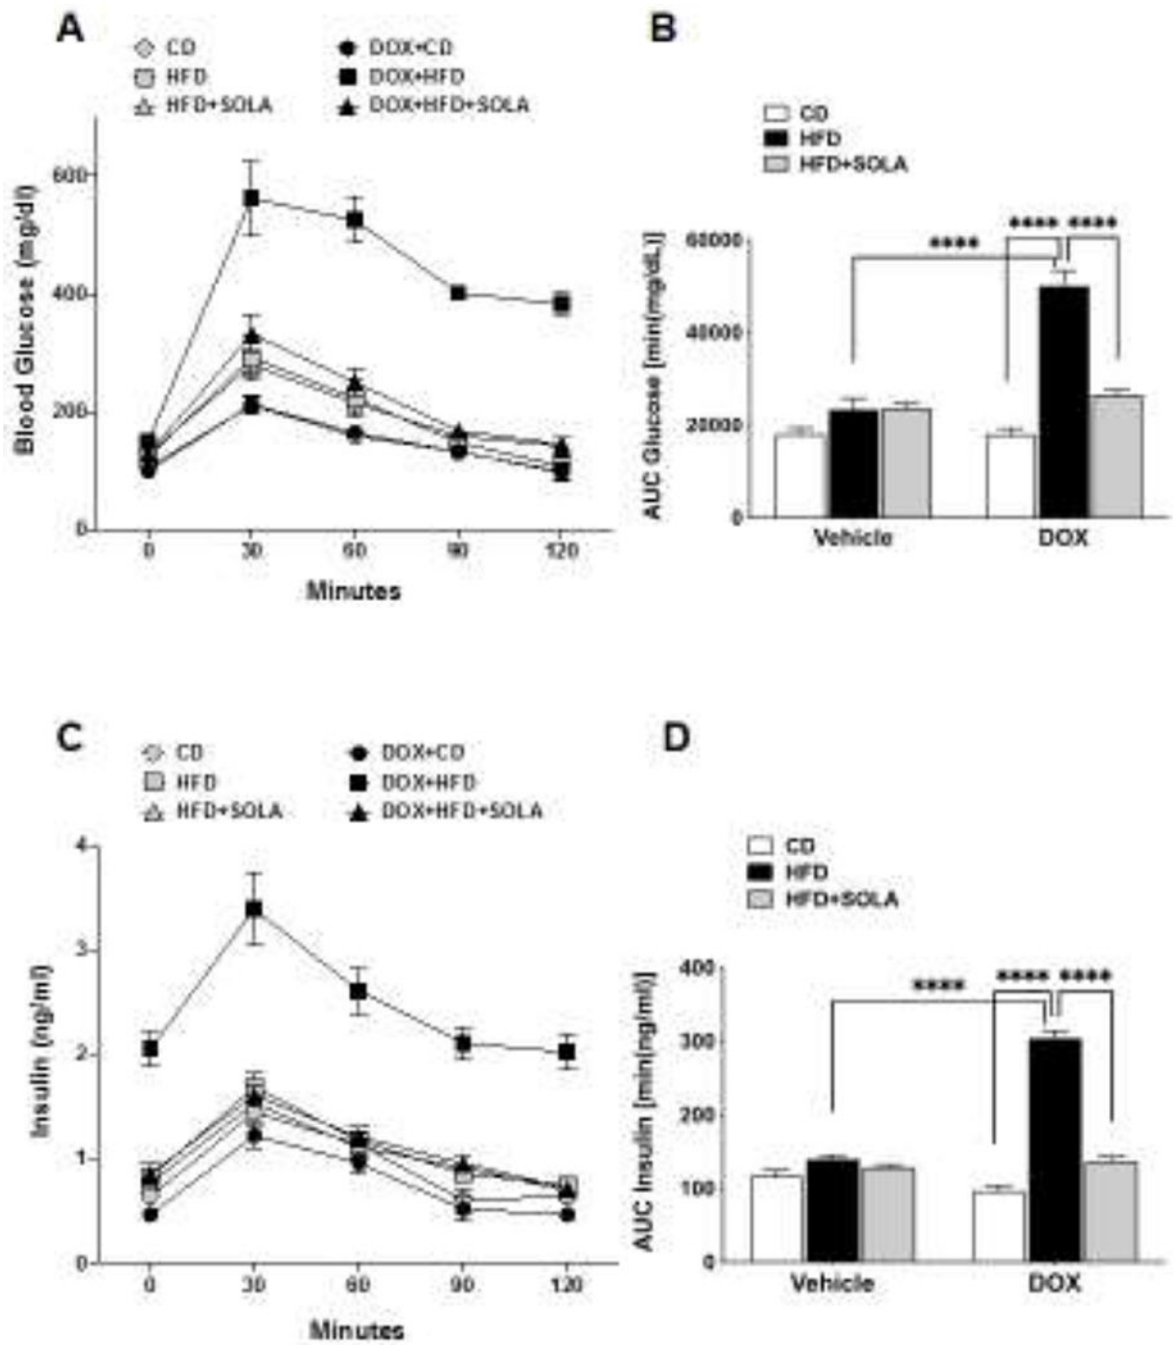 A
CD DOX+CD
HFD DOX+HFD
HFD+SOLA DOX+HFD+SOLA
Blood Glucose (mg/dl)
600
400
200
0
0 30 60 90 120
Minutes
B
CD
HFD
HFD+SOLA
**** **** ****
AUC Glucose [min(mg/dL)]
60000
40000
20000
0
Vehicle DOX
C
CD DOX+CD
HFD DOX+HFD
HFD+SOLA DOX+HFD+SOLA
Insulin (ng/ml)
4
3
2
1
0
0 30 60 90 120
Minutes
D
CD
HFD
HFD+SOLA
**** **** ****
AUC Insulin [min(ng/ml)]
400
300
200
100
0
Vehicle DOX